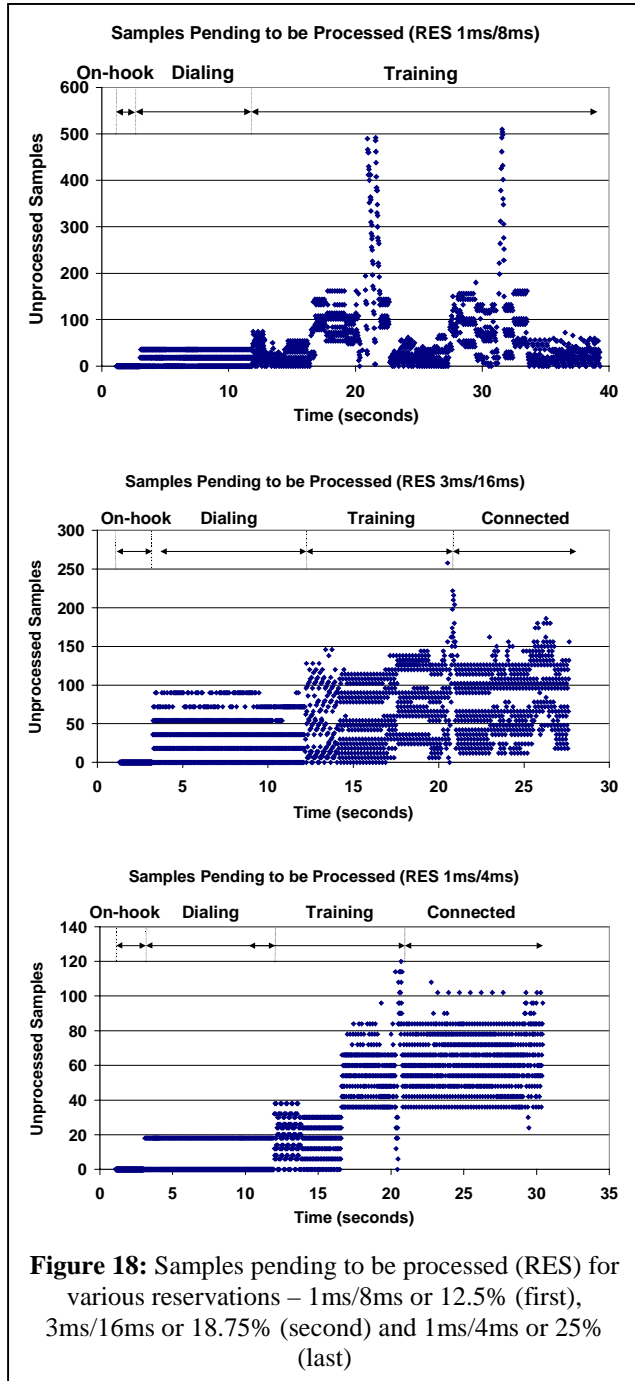 Samples Pending to be Processed (RES 1ms/8ms)
On-hook Dialing Training
600
500
400
300
200
100
0
Unprocessed Samples
0 10 20 30 40
Time (seconds)
Samples Pending to be Processed (RES 3ms/16ms)
On-hook Dialing Training Connected
300
250
200
150
100
50
0
Unprocessed Samples
0 5 10 15 20 25 30
Time (seconds)
Samples Pending to be Processed (RES 1ms/4ms)
On-hook Dialing Training Connected
140
120
100
80
60
40
20
0
Unprocessed Samples
0 5 10 15 20 25 30 35
Time (seconds)
Figure 18: Samples pending to be processed (RES) for
various reservations – 1ms/8ms or 12.5% (first),
3ms/16ms or 18.75% (second) and 1ms/4ms or 25%
(last)